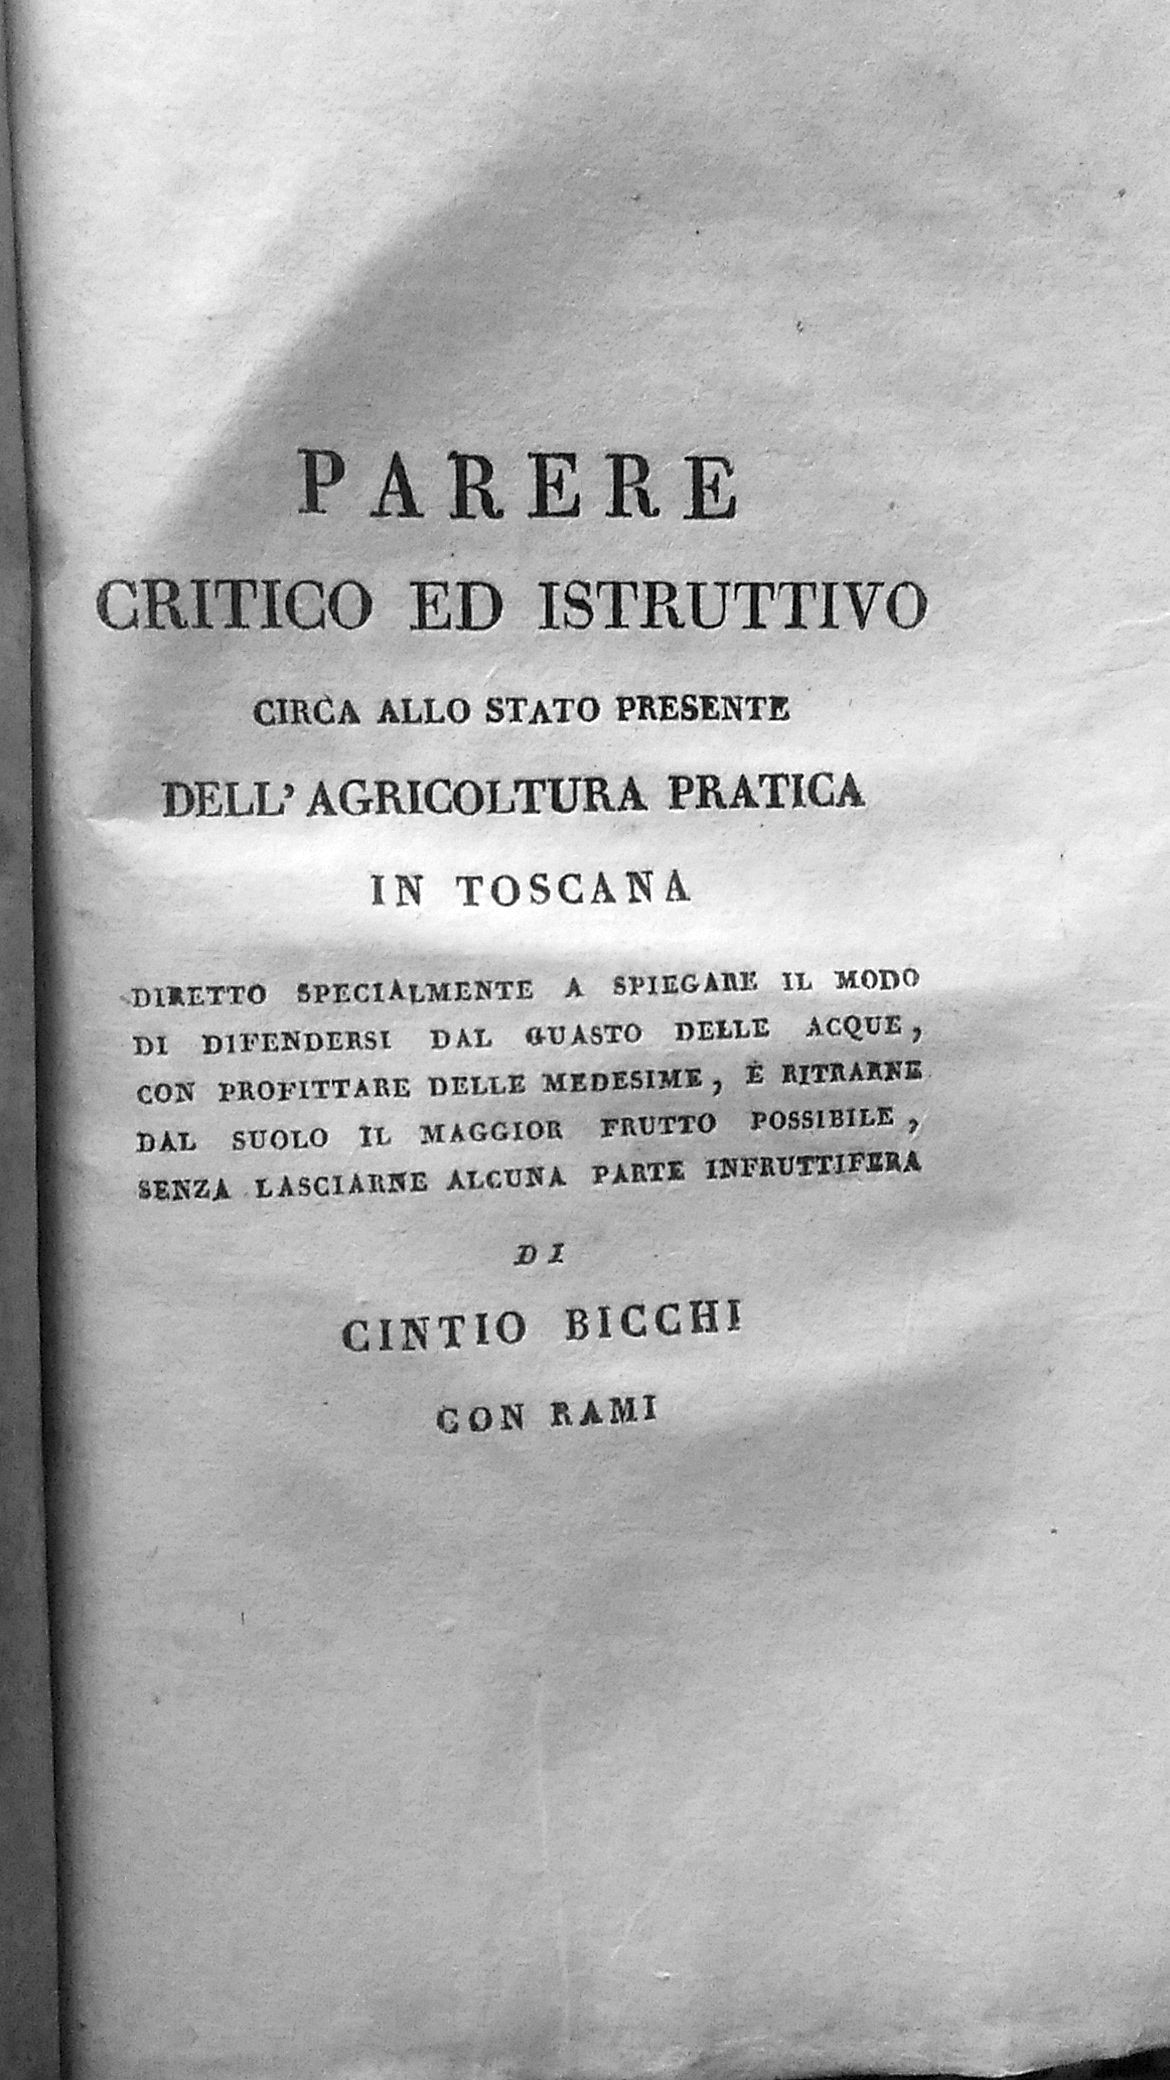 PARERE
CRITICO ED ISTRUTTIVO
CIRCA ALLO STATO PRESENTE
DELL' AGRICOLTURA PRATICA
IN TOSCANA
DIRETTO SPECIALMENTE A SPIEGARE IL MODO
DI DIFENDERSI DAL GUASTO DELLE ACQUE,
CON PROFITTARE DELLE MEDESIME, E RITRARNE
DAL SUOLO IL MAGGIOR FRUTTO POSSIBILE,
SENZA LASCIARNE ALCUNA PARTE INFRUTTIFERA
DI
CINTIO BICCHI
CON RAMI